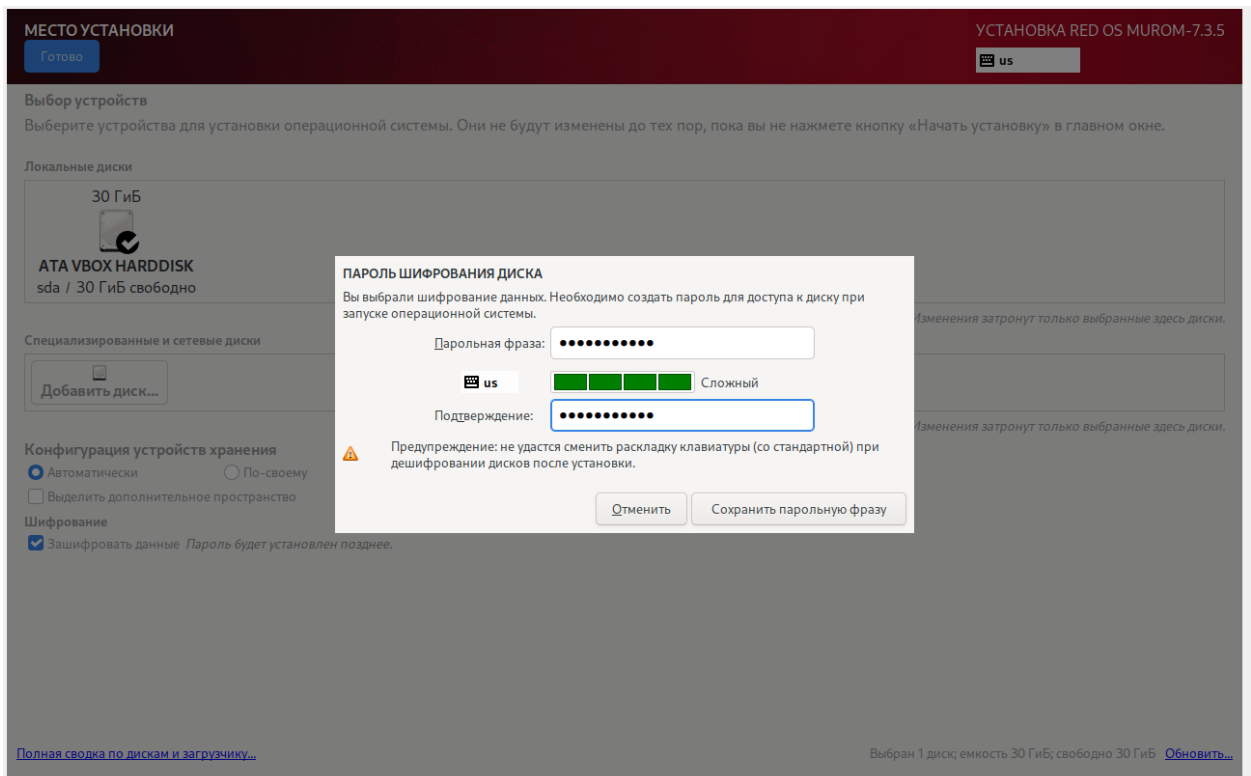 МЕСТО УСТАНОВКИ
УСТАНОВКА RED OS MUROM-7.3.5
Готово
us
Выбор устройств
Выберите устройства для установки операционной системы. Они не будут изменены до тех пор, пока вы не нажмете кнопку «Начать установку» в главном окне.
Локальные диски
30 ГиБ
ATA VBOX HARDDISK
sda / 30 ГиБ свободно
Изменения затронут только выбранные здесь диски.
Специализированные и сетевые диски
Добавить диск...
Изменения затронут только выбранные здесь диски.
Конфигурация устройств хранения
Автоматически По-своему
Выделить дополнительное пространство
Шифрование
Зашифровать данные Пароль будет установлен позднее.
ПАРОЛЬ ШИФРОВАНИЯ ДИСКА
Вы выбрали шифрование данных. Необходимо создать пароль для доступа к диску при
запуске операционной системы.
Парольная фраза: ●●●●●●●●●●●
us Сложный
Подтверждение: ●●●●●●●●●●●
Предупреждение: не удастся сменить раскладку клавиатуры (со стандартной) при
дешифровании дисков после установки.
Отменить Сохранить парольную фразу
Полная сводка по дискам и загрузчику...
Выбран 1 диск; емкость 30 ГиБ; свободно 30 ГиБ Обновить...